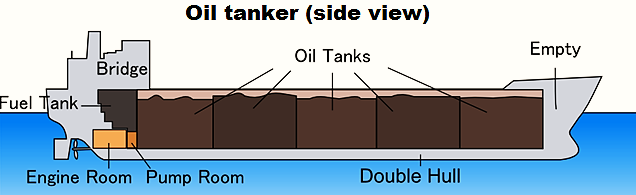 Oil tanker (side view)
Bridge
Oil Tanks
Empty
Fuel Tank
Engine Room
Pump Room
Double Hull